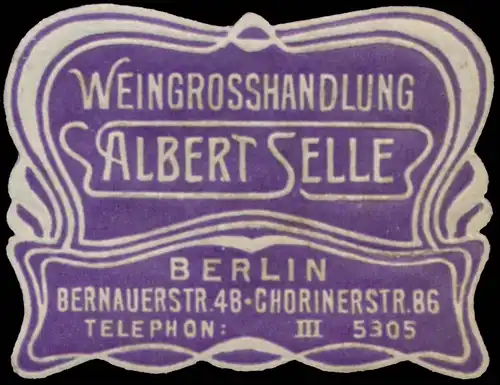 WEINGROSSHANDLUNG
ALBERT SELLE
BERLIN
BERNAUERSTR.48•CHORINERSTR.86
TELEPHON: III 5305